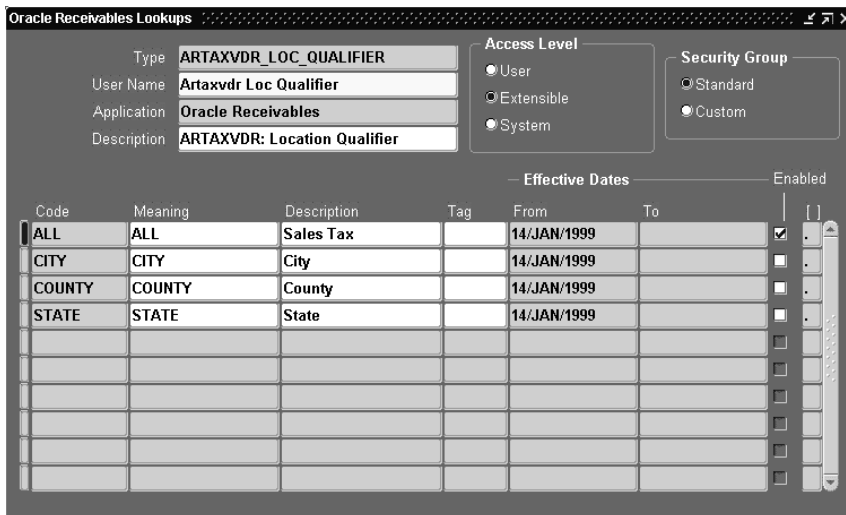 Oracle Receivables Lookups
Type ARTAXVDR_LOC_QUALIFIER
User Name Artaxvdr Loc Qualifier
Application Oracle Receivables
Description ARTAXVDR: Location Qualifier
Access Level
User
Extensible
System
Security Group
Standard
Custom
Effective Dates Enabled
Code Meaning Description Tag From To [ ]
ALL ALL Sales Tax 14/JAN/1999 .
CITY CITY City 14/JAN/1999 .
COUNTY COUNTY County 14/JAN/1999 .
STATE STATE State 14/JAN/1999 .